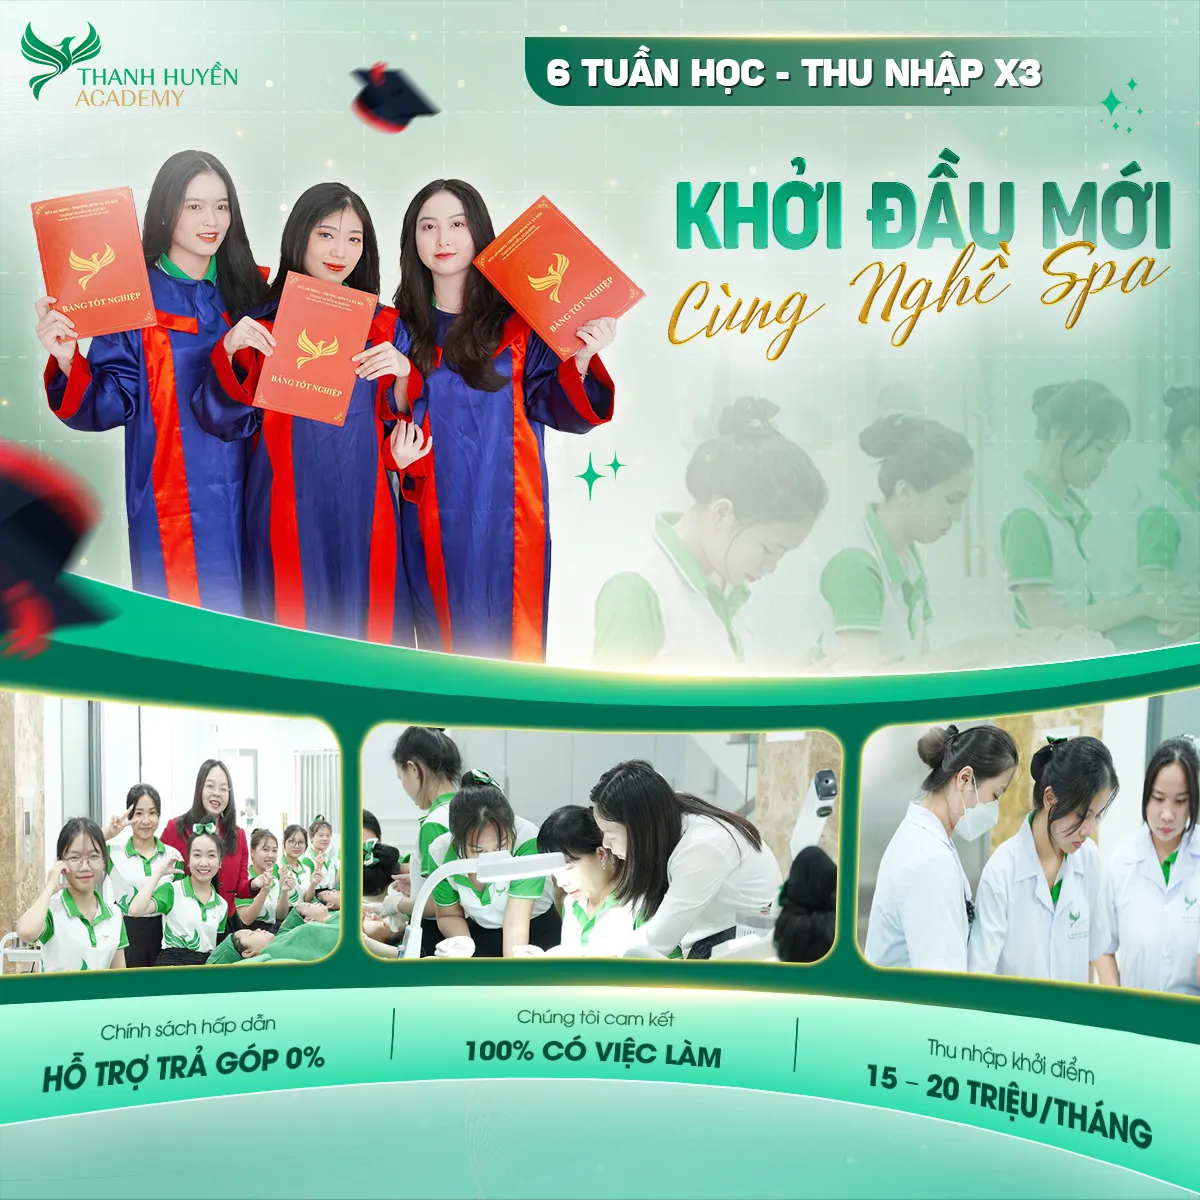 THANH HUYỀN
ACADEMY
6 TUẦN HỌC - THU NHẬP X3
KHỞI ĐẦU MỚI
Cùng Nghề Spa
BẰNG TỐT NGHIỆP
BẰNG TỐT NGHIỆP
BẰNG TỐT NGHIỆP
Chính sách hấp dẫn
HỖ TRỢ TRẢ GÓP 0%
Chúng tôi cam kết
100% CÓ VIỆC LÀM
Thu nhập khởi điểm
15 - 20 TRIỆU/THÁNG